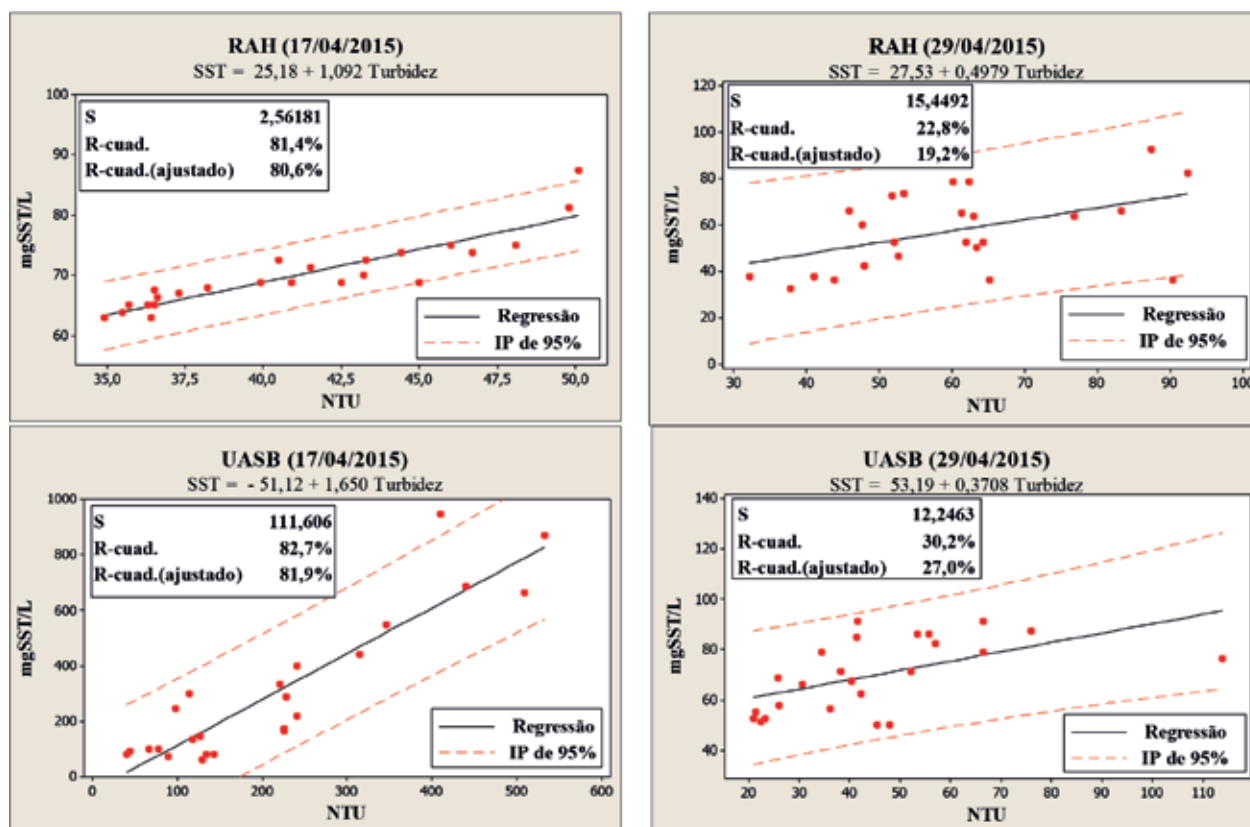 RAH (17/04/2015)
SST = 25,18 + 1,092 Turbidez
S 2,56181
R-cuad. 81,4%
R-cuad.(ajustado) 80,6%
100
90
80
70
60
mgSST/L
Regressão
IP de 95%
35,0 37,5 40,0 42,5 45,0 47,5 50,0
NTU
RAH (29/04/2015)
SST = 27,53 + 0,4979 Turbidez
S 15,4492
R-cuad. 22,8%
R-cuad.(ajustado) 19,2%
120
100
80
60
40
20
0
mgSST/L
Regressão
IP de 95%
30 40 50 60 70 80 90 100
NTU
UASB (17/04/2015)
SST = - 51,12 + 1,650 Turbidez
S 111,606
R-cuad. 82,7%
R-cuad.(ajustado) 81,9%
1000
800
600
400
200
0
mgSST/L
Regressão
IP de 95%
0 100 200 300 400 500 600
NTU
UASB (29/04/2015)
SST = 53,19 + 0,3708 Turbidez
S 12,2463
R-cuad. 30,2%
R-cuad.(ajustado) 27,0%
140
120
100
80
60
40
mgSST/L
Regressão
IP de 95%
20 30 40 50 60 70 80 90 100 110
NTU